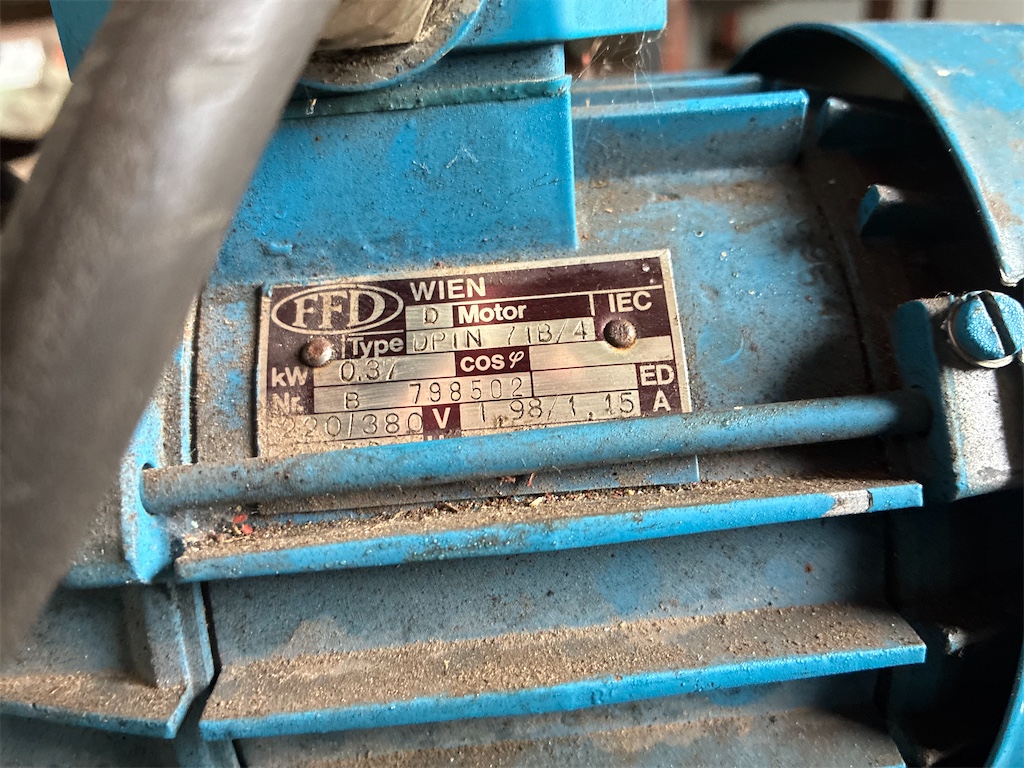 FFD WIEN
D Motor IEC
Type DPIN 71B/4
kW 0.37 cos φ
Nr. B 798502 ED
220/380 V 1.98/1.15 A